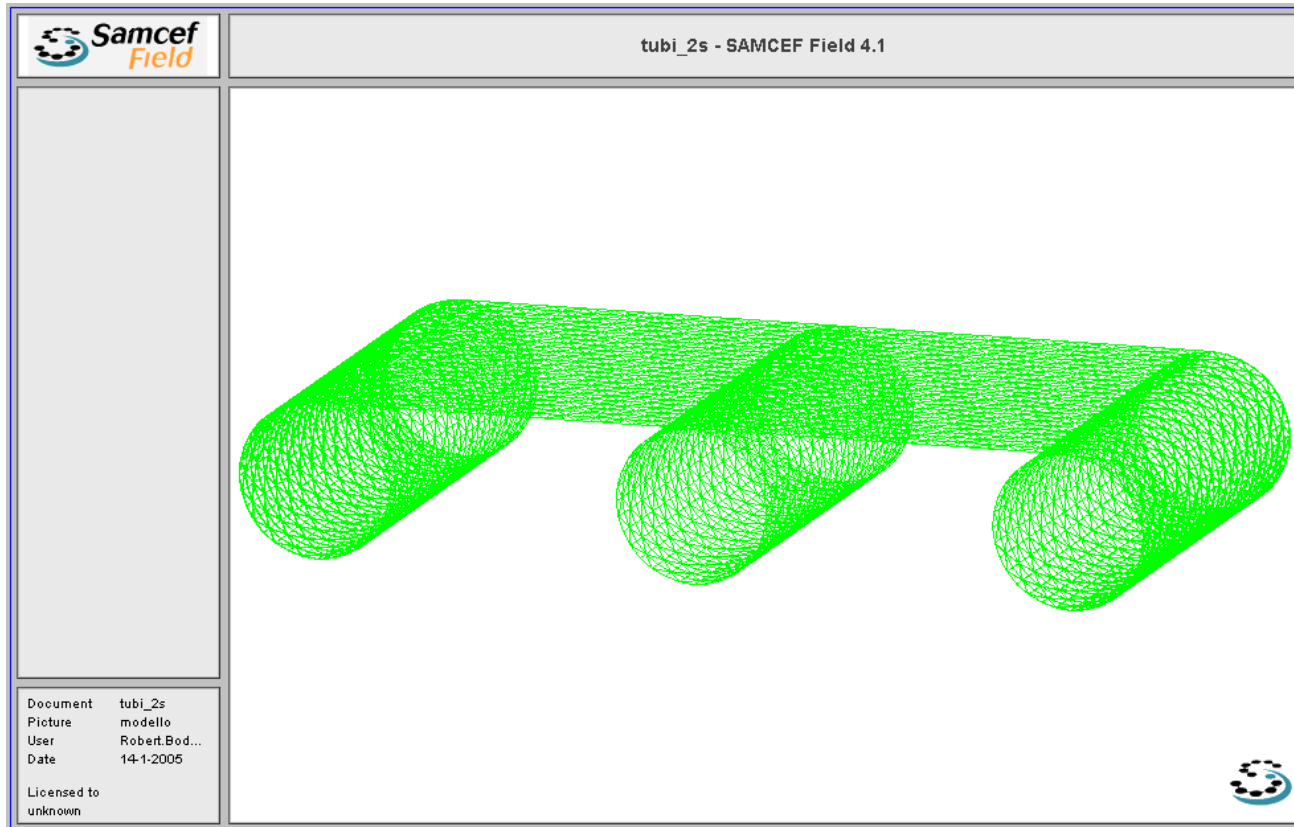 Samcef
Field
tubi_2s - SAMCEF Field 4.1
Document tubi_2s
Picture modello
User Robert.Bod...
Date 14-1-2005
Licensed to
unknown